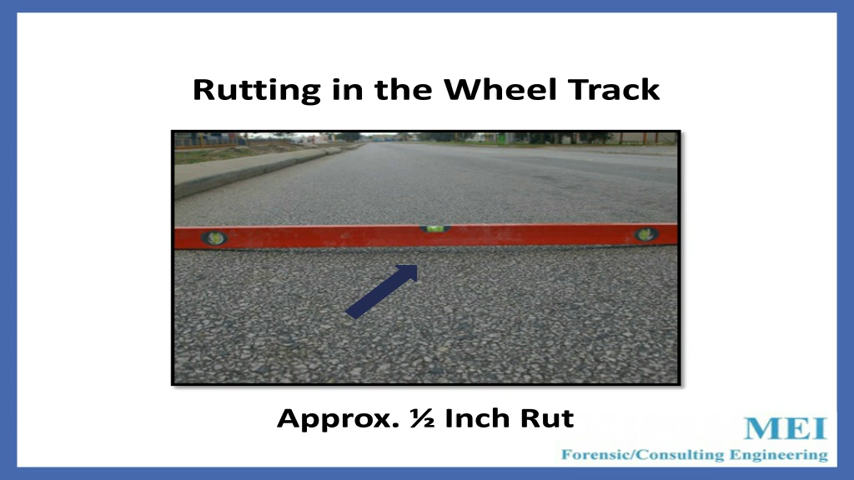 Rutting in the Wheel Track
Approx. ½ Inch Rut
MEI
Forensic/Consulting Engineering